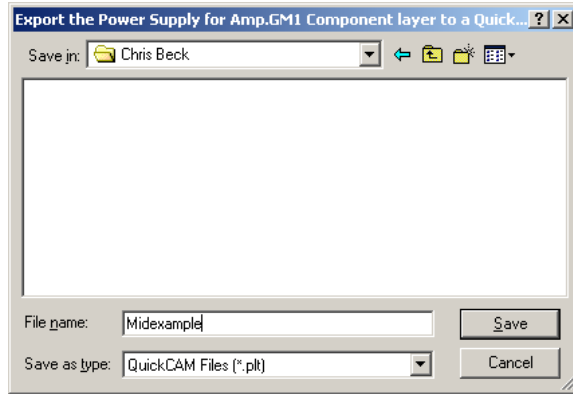 Export the Power Supply for Amp.GM1 Component layer to a Quick...
Save in: Chris Beck
File name: Midexample
Save
Save as type: QuickCAM Files (*.plt)
Cancel